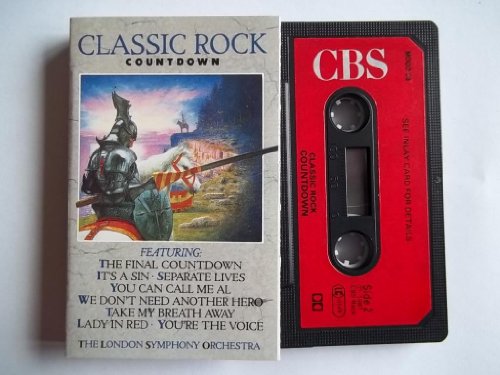 CLASSIC ROCK
COUNTDOWN
FEATURING:
THE FINAL COUNTDOWN
IT'S A SIN · SEPARATE LIVES
YOU CAN CALL ME AL
WE DON'T NEED ANOTHER HERO
TAKE MY BREATH AWAY
LADY IN RED · YOU'RE THE VOICE
THE LONDON SYMPHONY ORCHESTRA
CBS
SEE INLAY CARD FOR DETAILS
CLASSIC ROCK
COUNTDOWN
Side 2